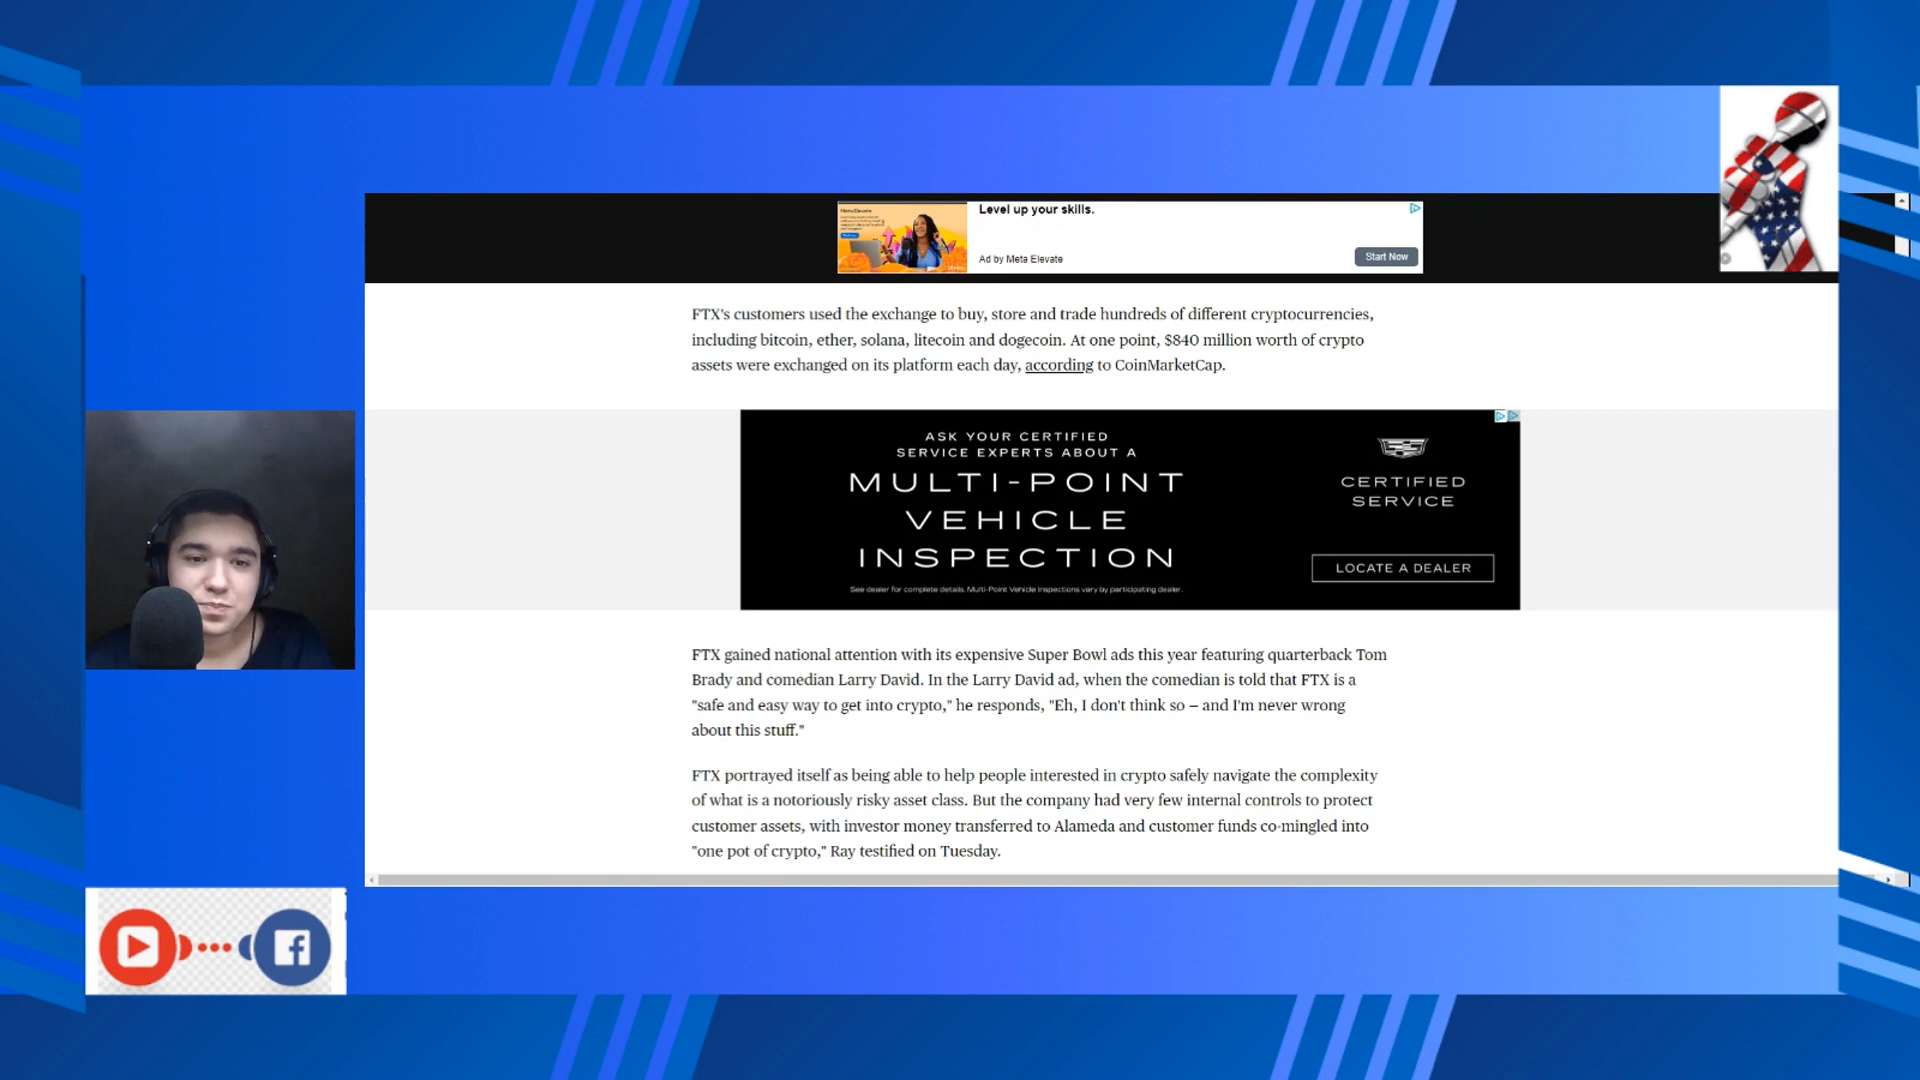 Level up your skills.
Ad by Meta Elevate
Start Now
FTX's customers used the exchange to buy, store and trade hundreds of different cryptocurrencies,
including bitcoin, ether, solana, litecoin and dogecoin. At one point, $840 million worth of crypto
assets were exchanged on its platform each day, according to CoinMarketCap.
ASK YOUR CERTIFIED
SERVICE EXPERTS ABOUT A
MULTI-POINT
VEHICLE
INSPECTION
See dealer for complete details. Multi-Point Vehicle Inspections vary by participating dealer.
CERTIFIED
SERVICE
LOCATE A DEALER
FTX gained national attention with its expensive Super Bowl ads this year featuring quarterback Tom
Brady and comedian Larry David. In the Larry David ad, when the comedian is told that FTX is a
"safe and easy way to get into crypto," he responds, "Eh, I don't think so – and I'm never wrong
about this stuff."
FTX portrayed itself as being able to help people interested in crypto safely navigate the complexity
of what is a notoriously risky asset class. But the company had very few internal controls to protect
customer assets, with investor money transferred to Alameda and customer funds co-mingled into
"one pot of crypto," Ray testified on Tuesday.